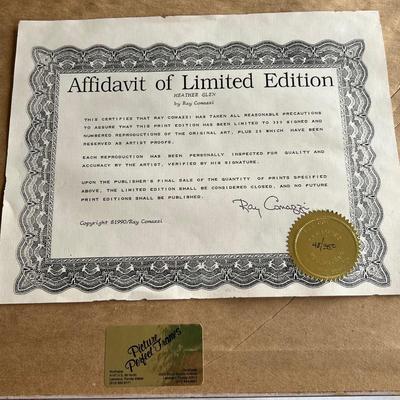 Affidavit of Limited Edition
HEATHER GLEN
by Ray Comazzi
THIS CERTIFIES THAT RAY COMAZZI HAS TAKEN ALL REASONABLE PRECAUTIONS
TO ASSURE THAT THIS PRINT EDITION HAS BEEN LIMITED TO 350 SIGNED AND
NUMBERED REPRODUCTIONS OF THE ORIGINAL ART, PLUS 25 WHICH HAVE BEEN
RESERVED AS ARTIST PROOFS.
EACH REPRODUCTION HAS BEEN PERSONALLY INSPECTED FOR QUALITY AND
ACCURACY BY THE ARTIST, VERIFIED BY HIS SIGNATURE.
UPON THE PUBLISHER'S FINAL SALE OF THE QUANTITY OF PRINTS SPECIFIED
ABOVE, THE LIMITED EDITION SHALL BE CONSIDERED CLOSED, AND NO FUTURE
PRINT EDITIONS SHALL BE PUBLISHED.
Ray Comazzi
Copyright ©1990/Ray Comazzi
Picture
Perfect Frames